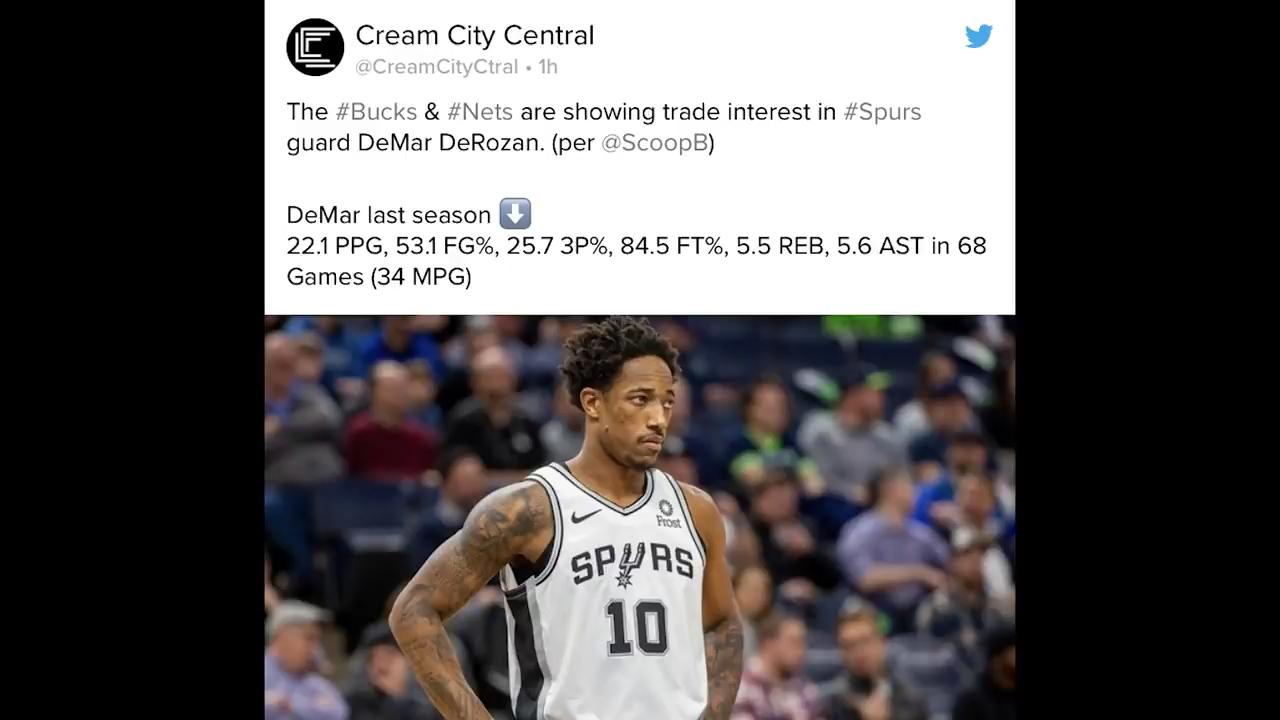 Cream City Central
@CreamCityCtral • 1h
The #Bucks & #Nets are showing trade interest in #Spurs
guard DeMar DeRozan. (per @ScoopB)
DeMar last season ⬇️
22.1 PPG, 53.1 FG%, 25.7 3P%, 84.5 FT%, 5.5 REB, 5.6 AST in 68
Games (34 MPG)
Frost
SPURS
10